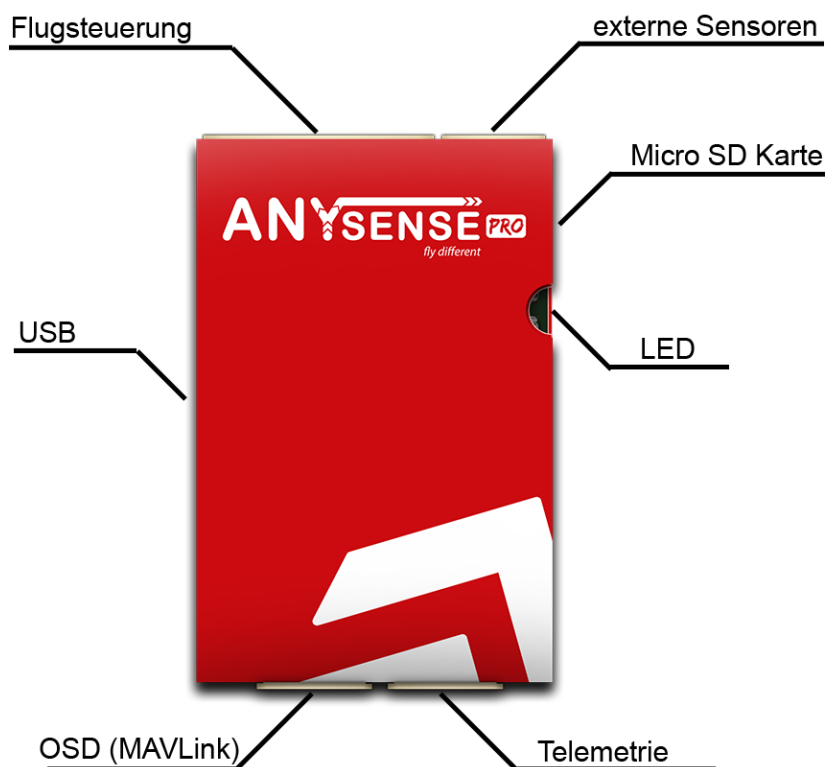 Flugsteuerung
externe Sensoren
Micro SD Karte
ANYSENSE PRO
fly different
USB
LED
OSD (MAVLink)
Telemetrie